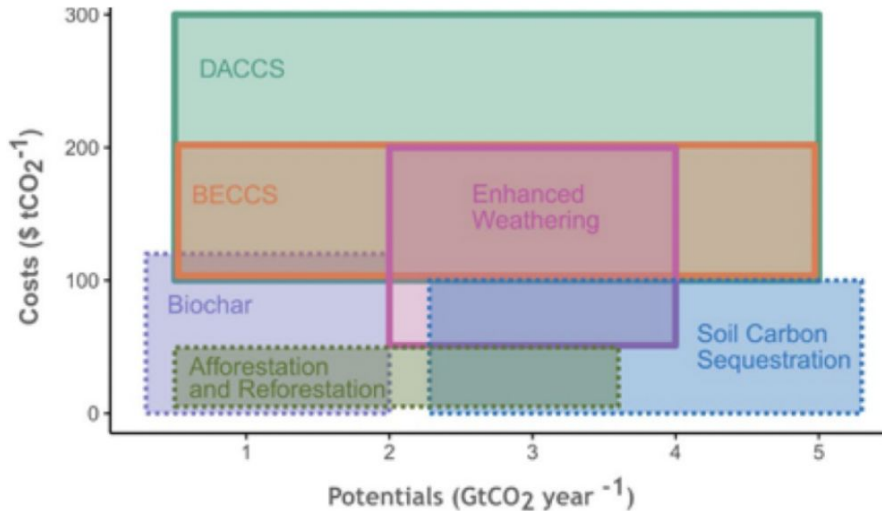 300
DACCS
200
BECCS
Enhanced
Weathering
Costs ($ tCO2-1)
100
Biochar
Soil Carbon
Sequestration
Afforestation
and Reforestation
0
1 2 3 4 5
Potentials (GtCO2 year -1)